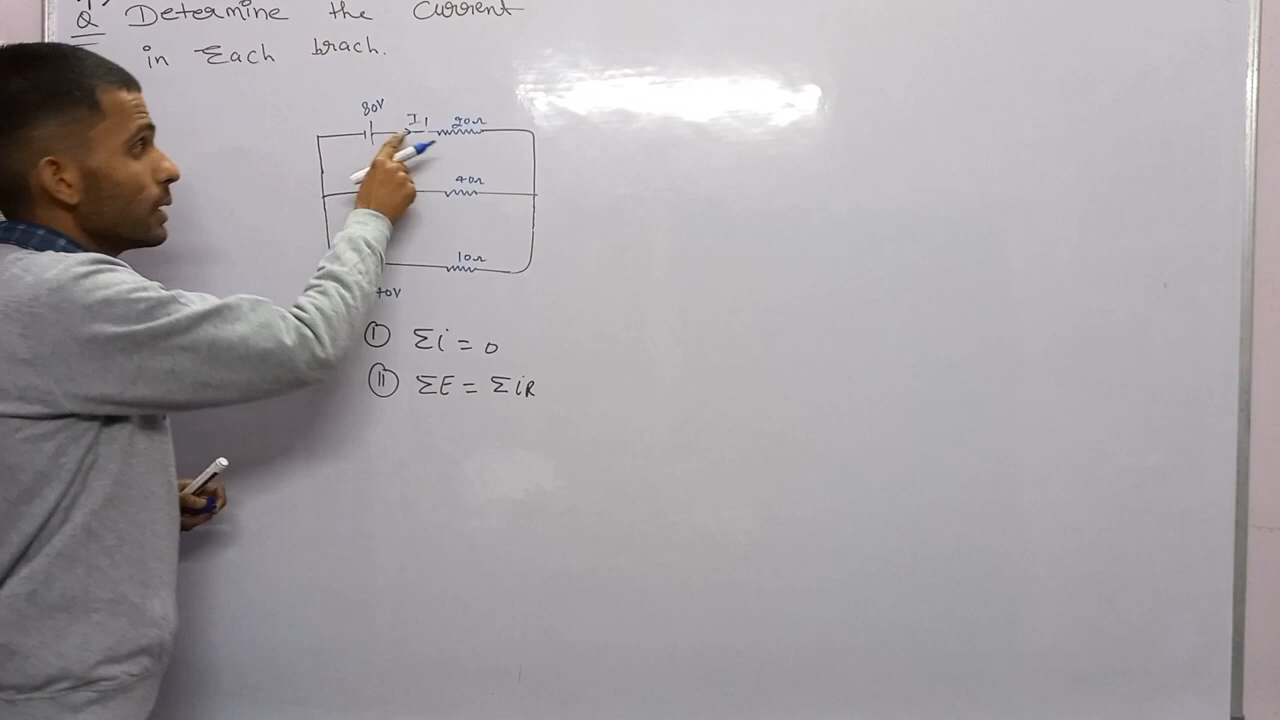 Q Determine the Current
in Each brach.
80V
I1
20Ω
40Ω
10Ω
40V
I Σi = 0
II ΣE = ΣiR